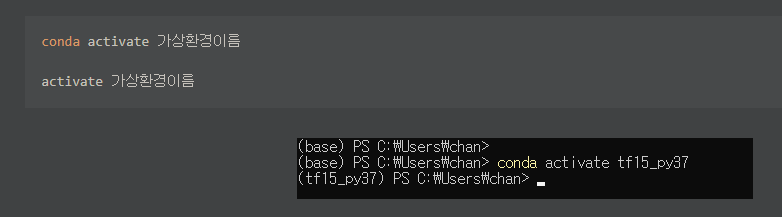 conda activate 가상환경이름
activate 가상환경이름
(base) PS C:₩Users₩chan>
(base) PS C:₩Users₩chan> conda activate tf15_py37
(tf15_py37) PS C:₩Users₩chan>